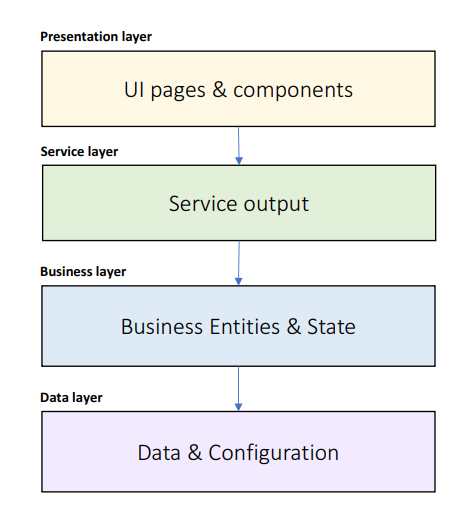 Presentation layer
UI pages & components
Service layer
Service output
Business layer
Business Entities & State
Data layer
Data & Configuration